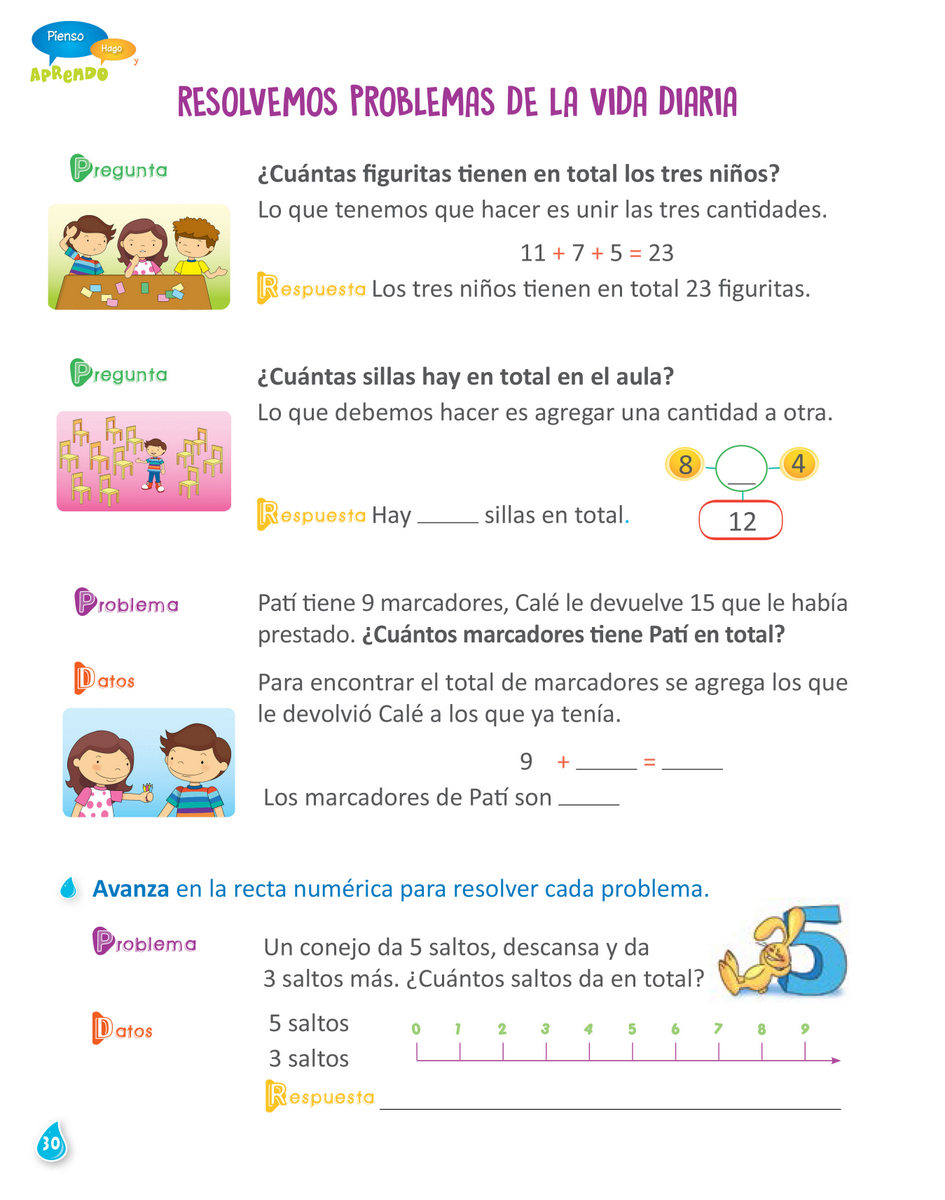 Pienso
Hago
y
APRENDO
RESOLVEMOS PROBLEMAS DE LA VIDA DIARIA
Pregunta
¿Cuántas figuritas tienen en total los tres niños?
Lo que tenemos que hacer es unir las tres cantidades.
11 + 7 + 5 = 23
Respuesta Los tres niños tienen en total 23 figuritas.
Pregunta
¿Cuántas sillas hay en total en el aula?
Lo que debemos hacer es agregar una cantidad a otra.
8 __ 4
12
Respuesta Hay _____ sillas en total.
Problema
Patí tiene 9 marcadores, Calé le devuelve 15 que le había
prestado. ¿Cuántos marcadores tiene Patí en total?
Datos
Para encontrar el total de marcadores se agrega los que
le devolvió Calé a los que ya tenía.
9 + _____ = _____
Los marcadores de Patí son _____
Avanza en la recta numérica para resolver cada problema.
Problema
Un conejo da 5 saltos, descansa y da
3 saltos más. ¿Cuántos saltos da en total?
5
Datos
5 saltos
0 1 2 3 4 5 6 7 8 9
3 saltos
Respuesta ______________________________
30